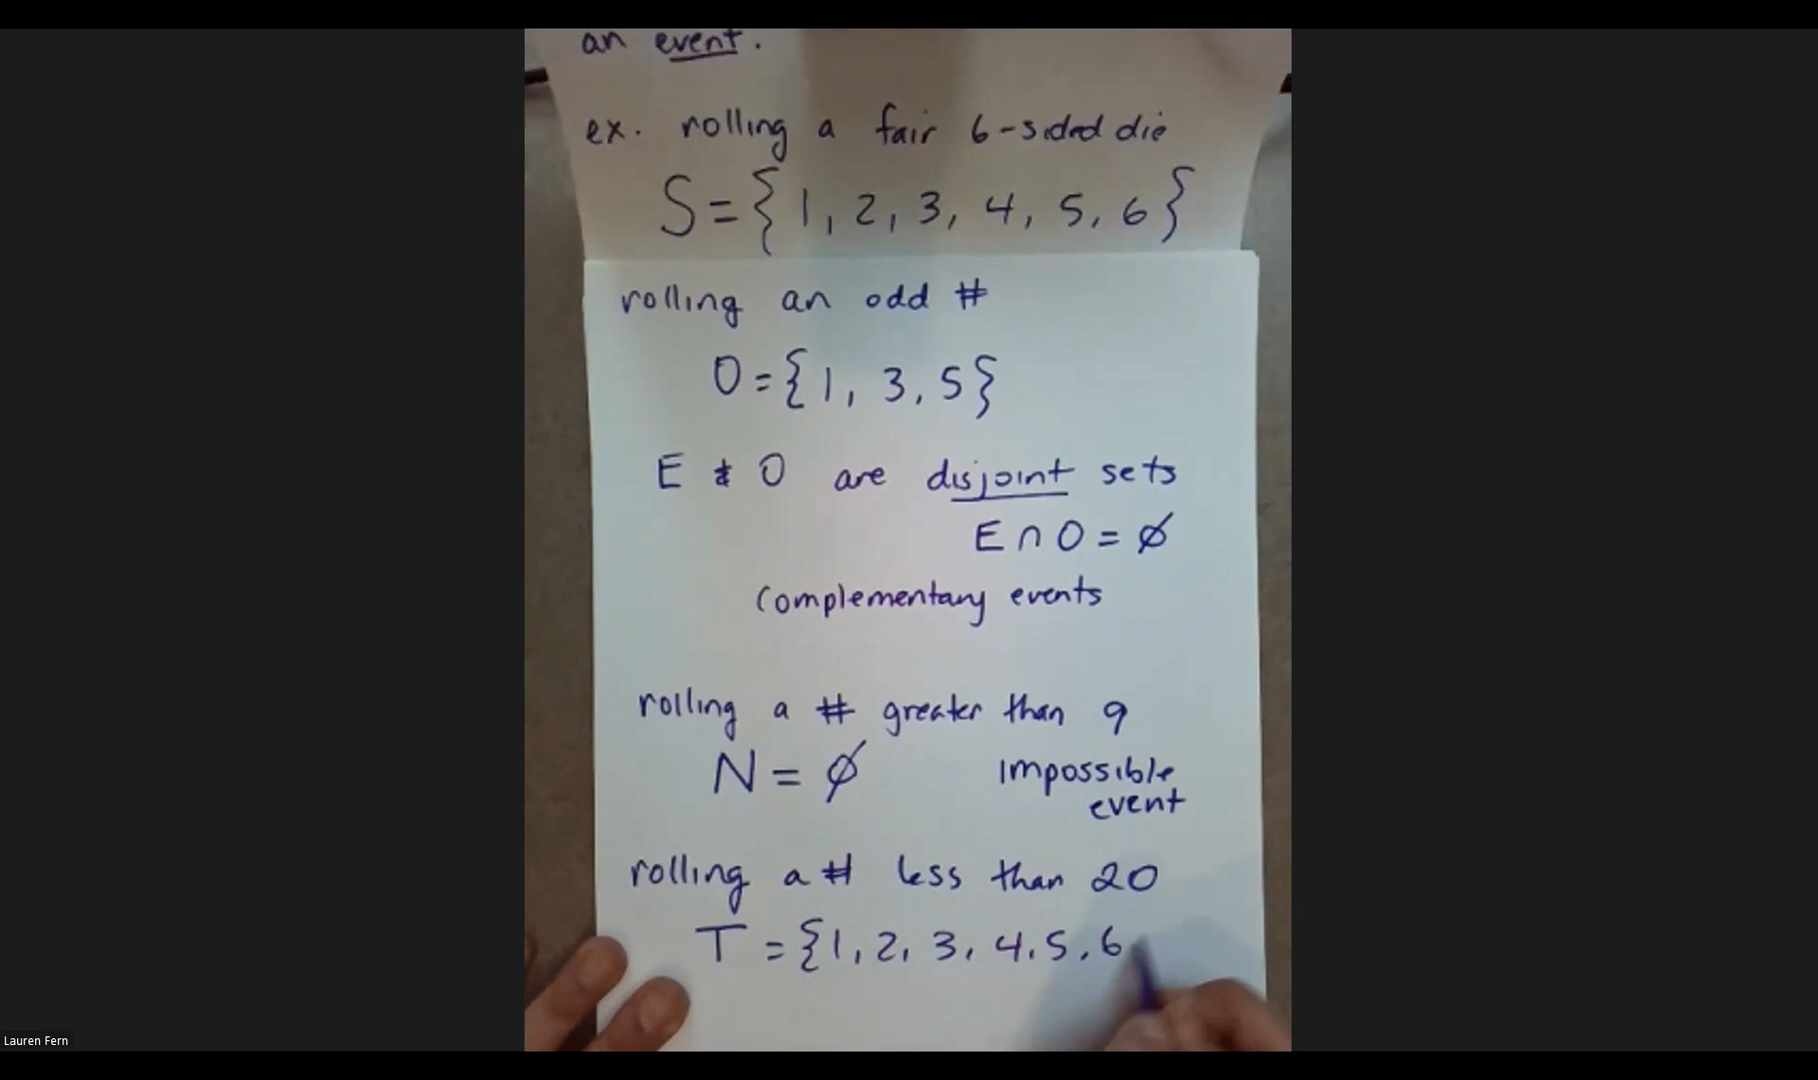 an event.
ex. rolling a fair 6-sided die
S = { 1, 2, 3, 4, 5, 6 }
rolling an odd #
O = { 1, 3, 5 }
E & O are disjoint sets
E ∩ O = ∅
complementary events
rolling a # greater than 9
N = ∅ impossible
event
rolling a # less than 20
T = { 1, 2, 3, 4, 5, 6
Lauren Fern